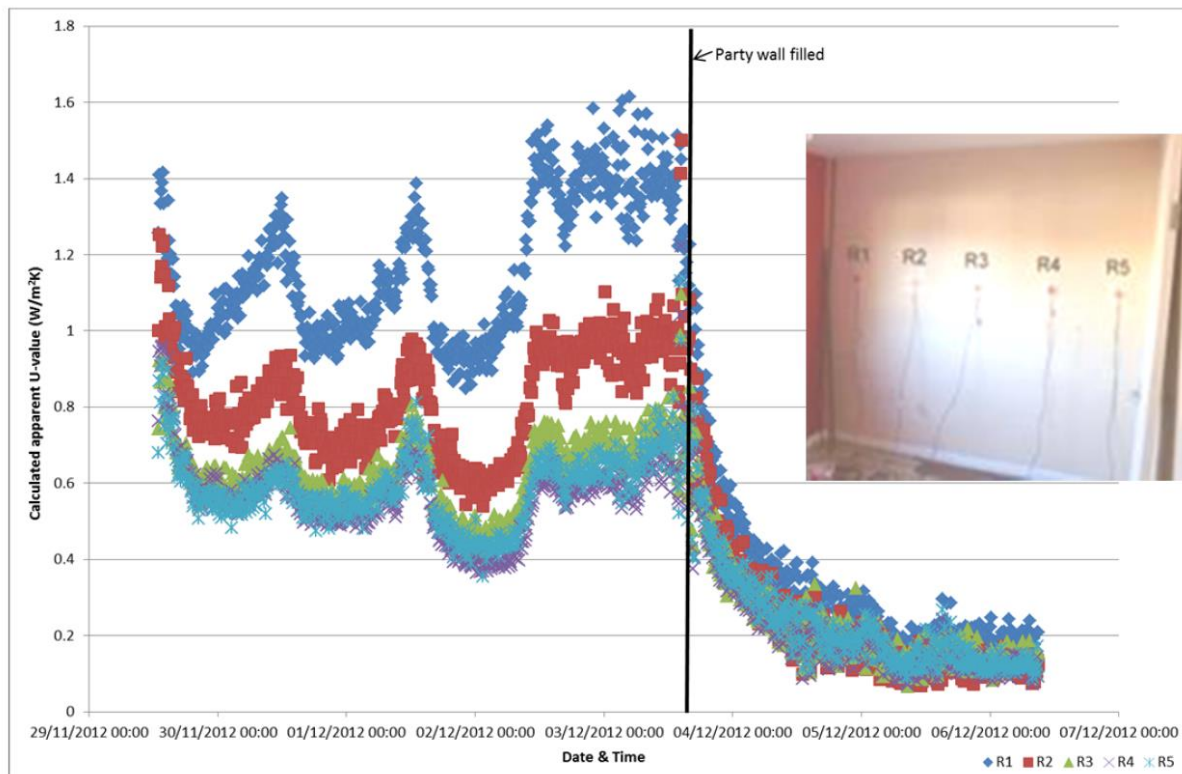 1.8
1.6
1.4
1.2
1
0.8
0.6
0.4
0.2
0
Calculated apparent U-value (W/m²K)
Party wall filled
R1 R2 R3 R4 R5
29/11/2012 00:00 30/11/2012 00:00 01/12/2012 00:00 02/12/2012 00:00 03/12/2012 00:00 04/12/2012 00:00 05/12/2012 00:00 06/12/2012 00:00 07/12/2012 00:00
Date & Time
R1 R2 R3 R4 R5